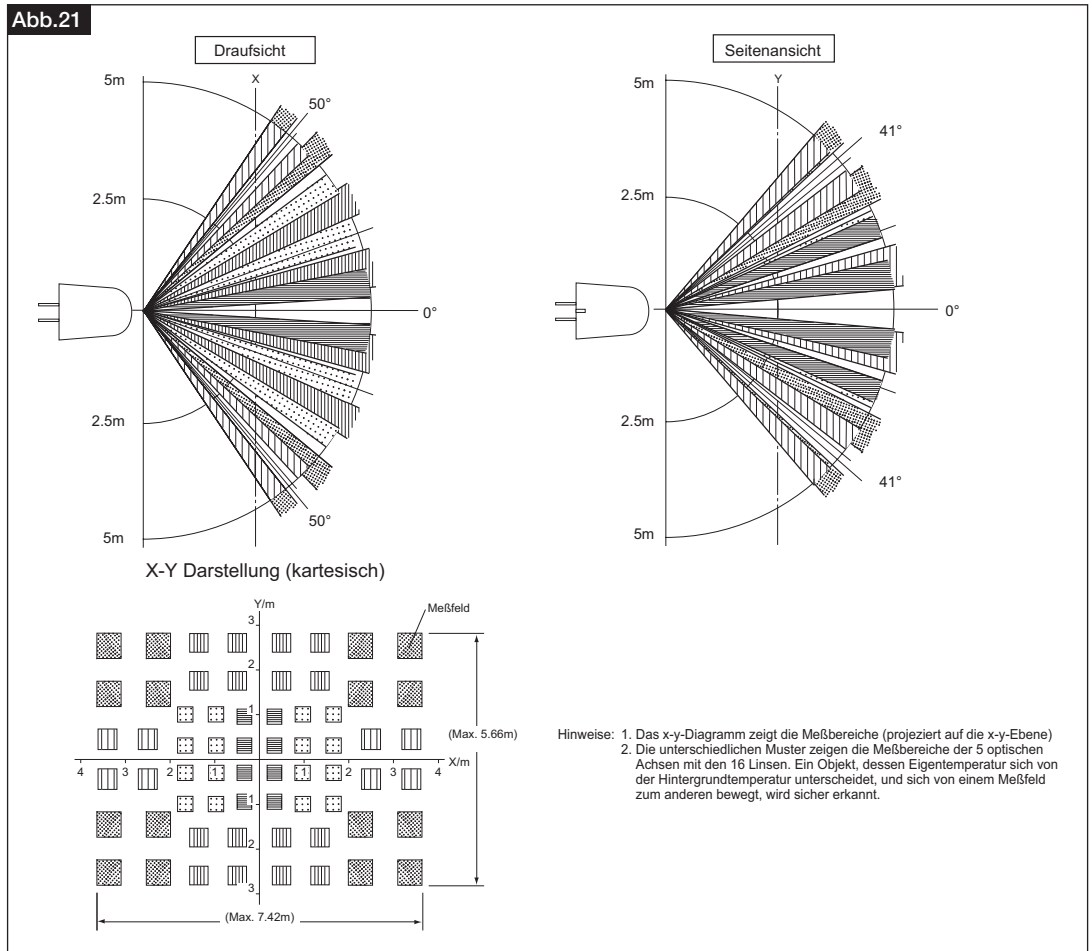 Abb.21
Draufsicht
Seitenansicht
5m
X
50°
2.5m
0°
2.5m
50°
5m
5m
Y
41°
2.5m
0°
2.5m
41°
5m
X-Y Darstellung (kartesisch)
Y/m
3
Meßfeld
2
1
(Max. 5.66m)
4
3
2
1
1
2
3
4
X/m
1
2
3
(Max. 7.42m)
Hinweise: 1. Das x-y-Diagramm zeigt die Meßbereiche (projeziert auf die x-y-Ebene)
2. Die unterschiedlichen Muster zeigen die Meßbereiche der 5 optischen
Achsen mit den 16 Linsen. Ein Objekt, dessen Eigentemperatur sich von
der Hintergrundtemperatur unterscheidet, und sich von einem Meßfeld
zum anderen bewegt, wird sicher erkannt.